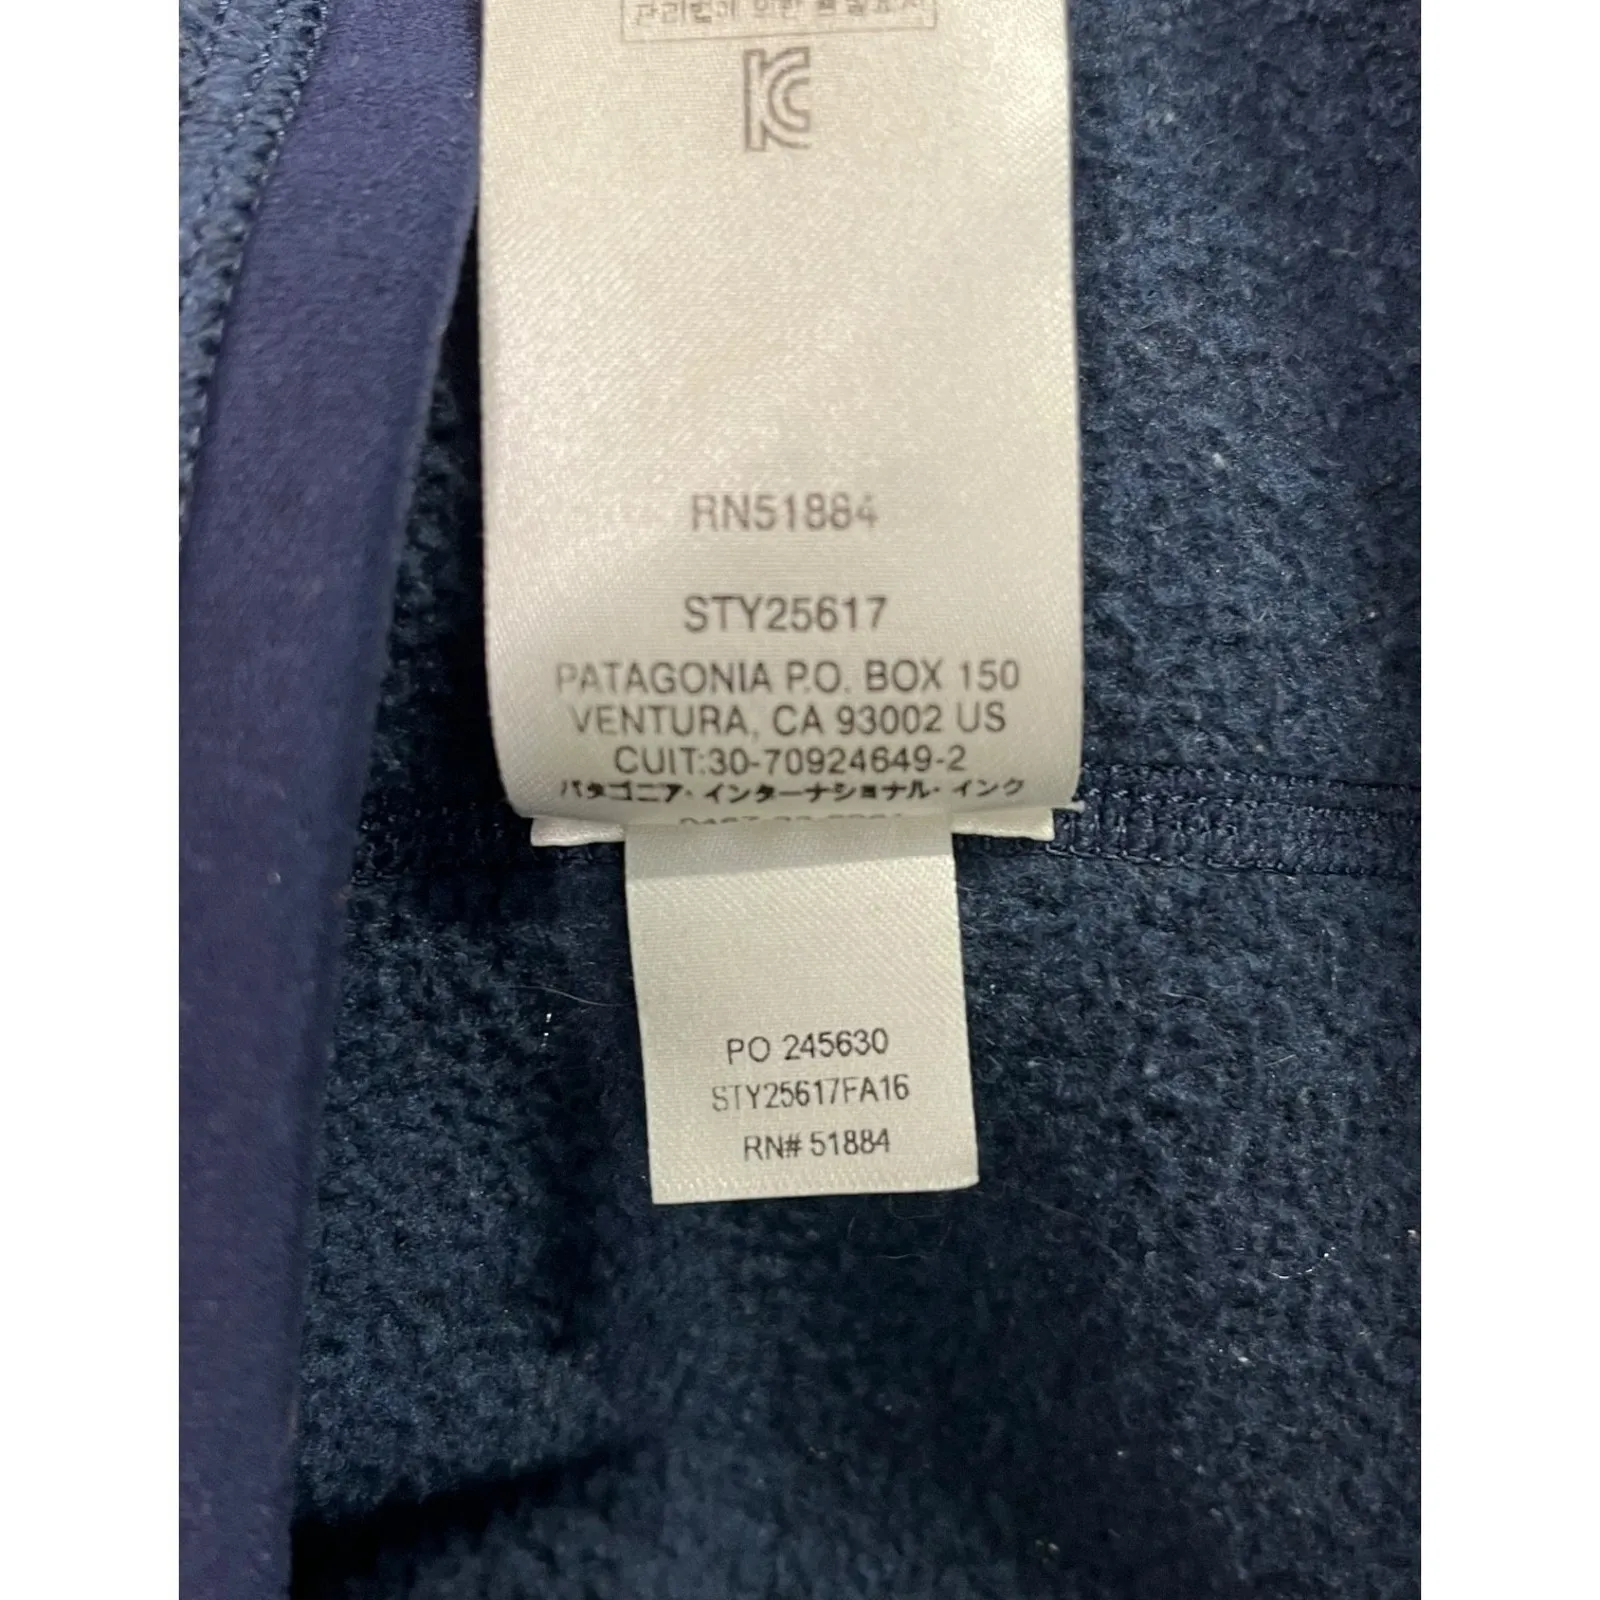 KC
RN51884
STY25617
PATAGONIA P.O. BOX 150
VENTURA, CA 93002 US
CUIT:30-70924649-2
パタゴニア・インターナショナル・インク
PO 245630
STY25617FA16
RN# 51884